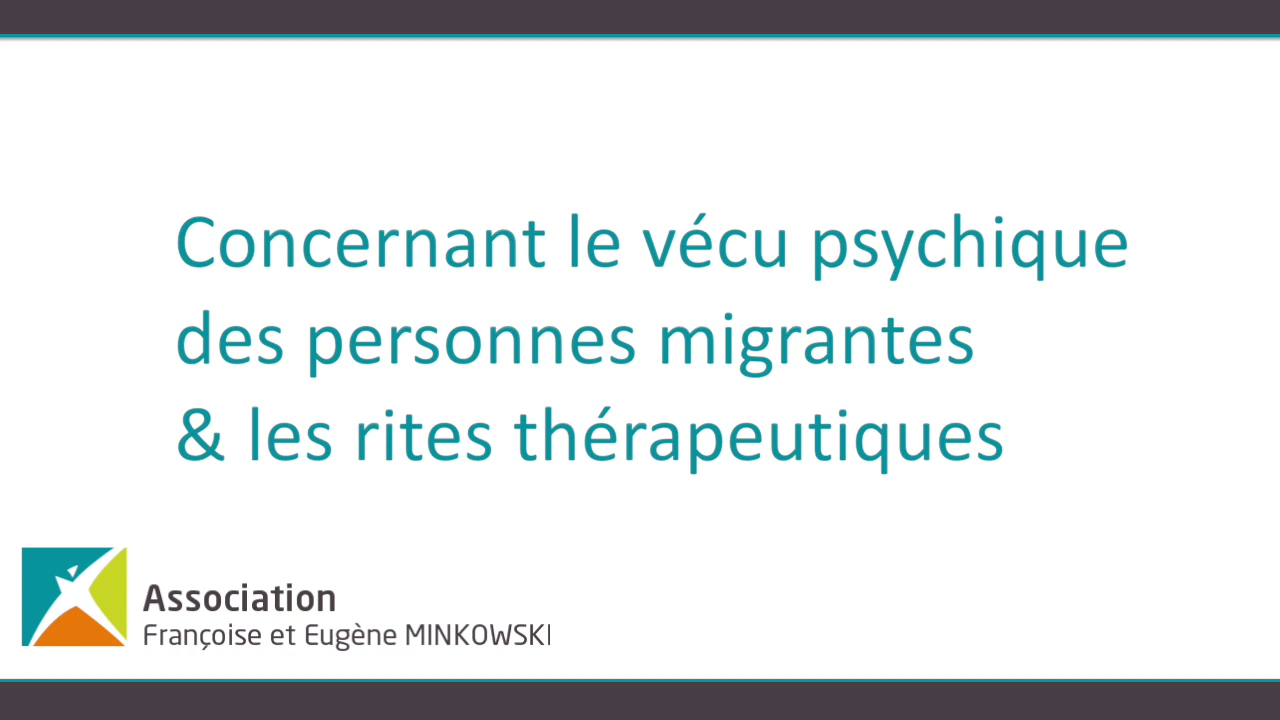 Concernant le vécu psychique
des personnes migrantes
& les rites thérapeutiques
Association
Françoise et Eugène MINKOWSKI